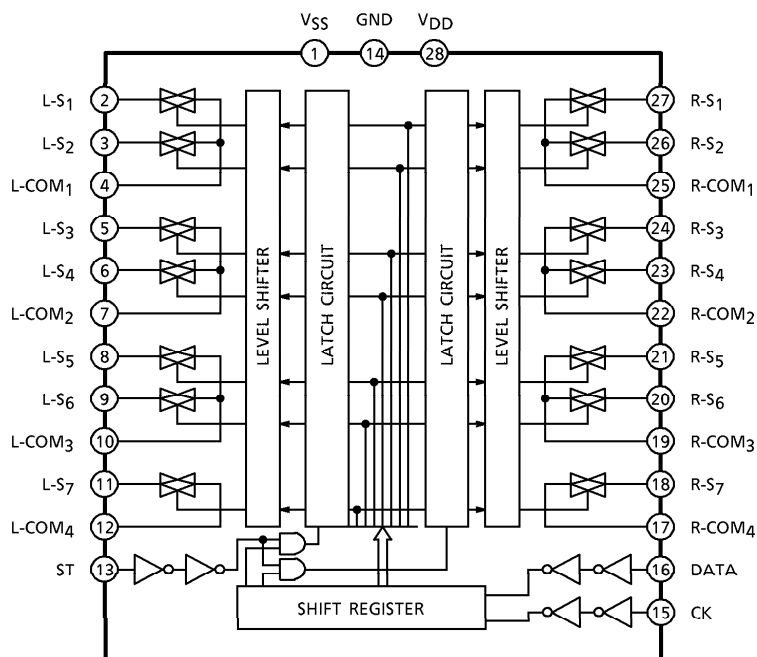 VSS GND VDD
1 14 28
L-S1 2 27 R-S1
L-S2 3 26 R-S2
L-COM1 4 25 R-COM1
L-S3 5 24 R-S3
L-S4 6 23 R-S4
L-COM2 7 22 R-COM2
L-S5 8 21 R-S5
L-S6 9 20 R-S6
L-COM3 10 19 R-COM3
L-S7 11 18 R-S7
L-COM4 12 17 R-COM4
ST 13 16 DATA
15 CK
LEVEL SHIFTER
LATCH CIRCUIT
LATCH CIRCUIT
LEVEL SHIFTER
SHIFT REGISTER